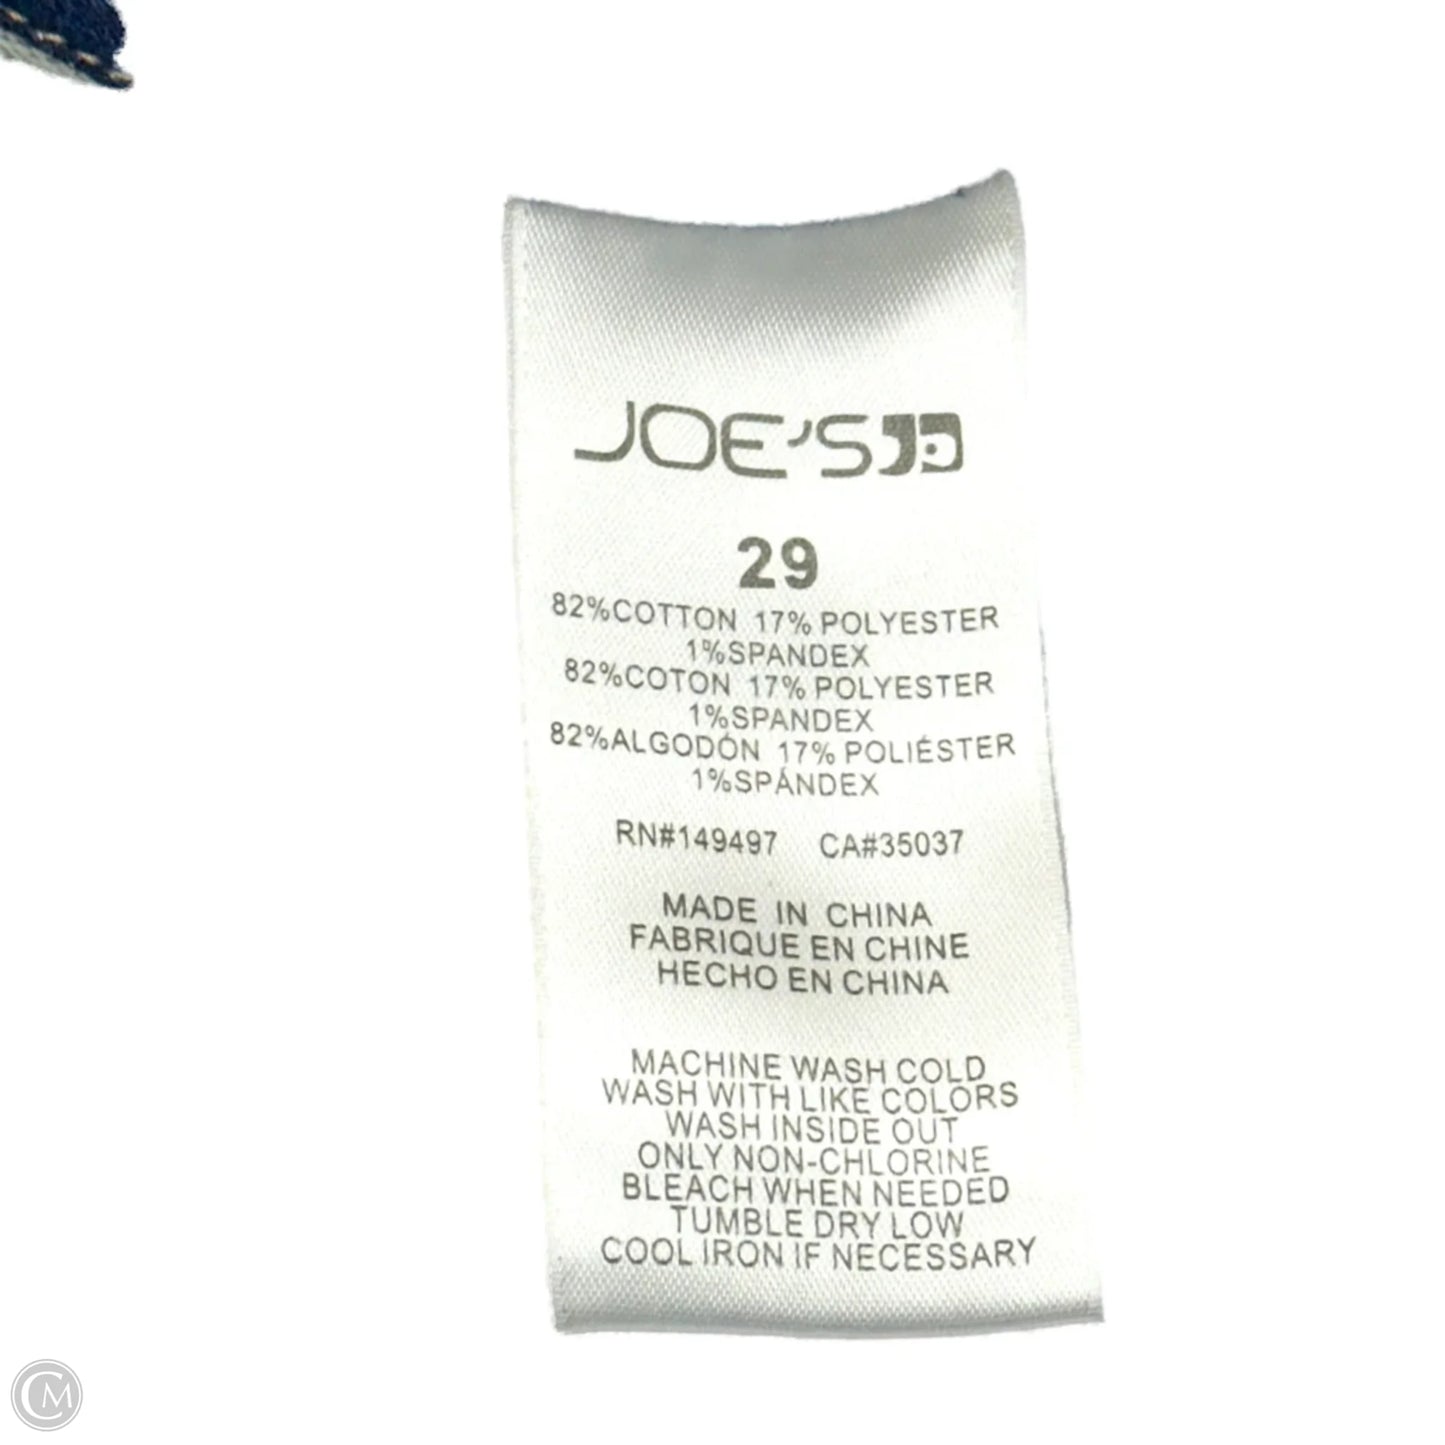 JOE'S
29
82%COTTON 17% POLYESTER
1%SPANDEX
82%COTON 17% POLYESTER
1%SPANDEX
82%ALGODÓN 17% POLIÉSTER
1%SPÁNDEX
RN#149497 CA#35037
MADE IN CHINA
FABRIQUE EN CHINE
HECHO EN CHINA
MACHINE WASH COLD
WASH WITH LIKE COLORS
WASH INSIDE OUT
ONLY NON-CHLORINE
BLEACH WHEN NEEDED
TUMBLE DRY LOW
COOL IRON IF NECESSARY
CM